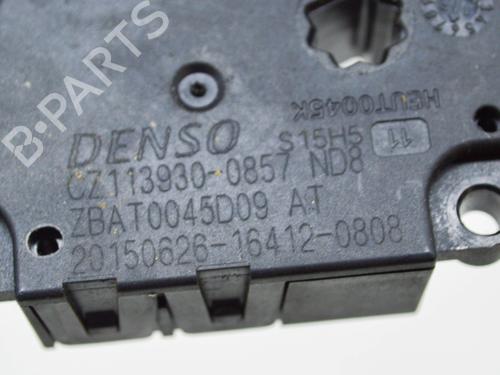 B-PARTS
HEUT0045K
DENSO S15H5 11
CZ113930-0857 ND8
ZBAT0045D09 AT
20150626-16412-0808